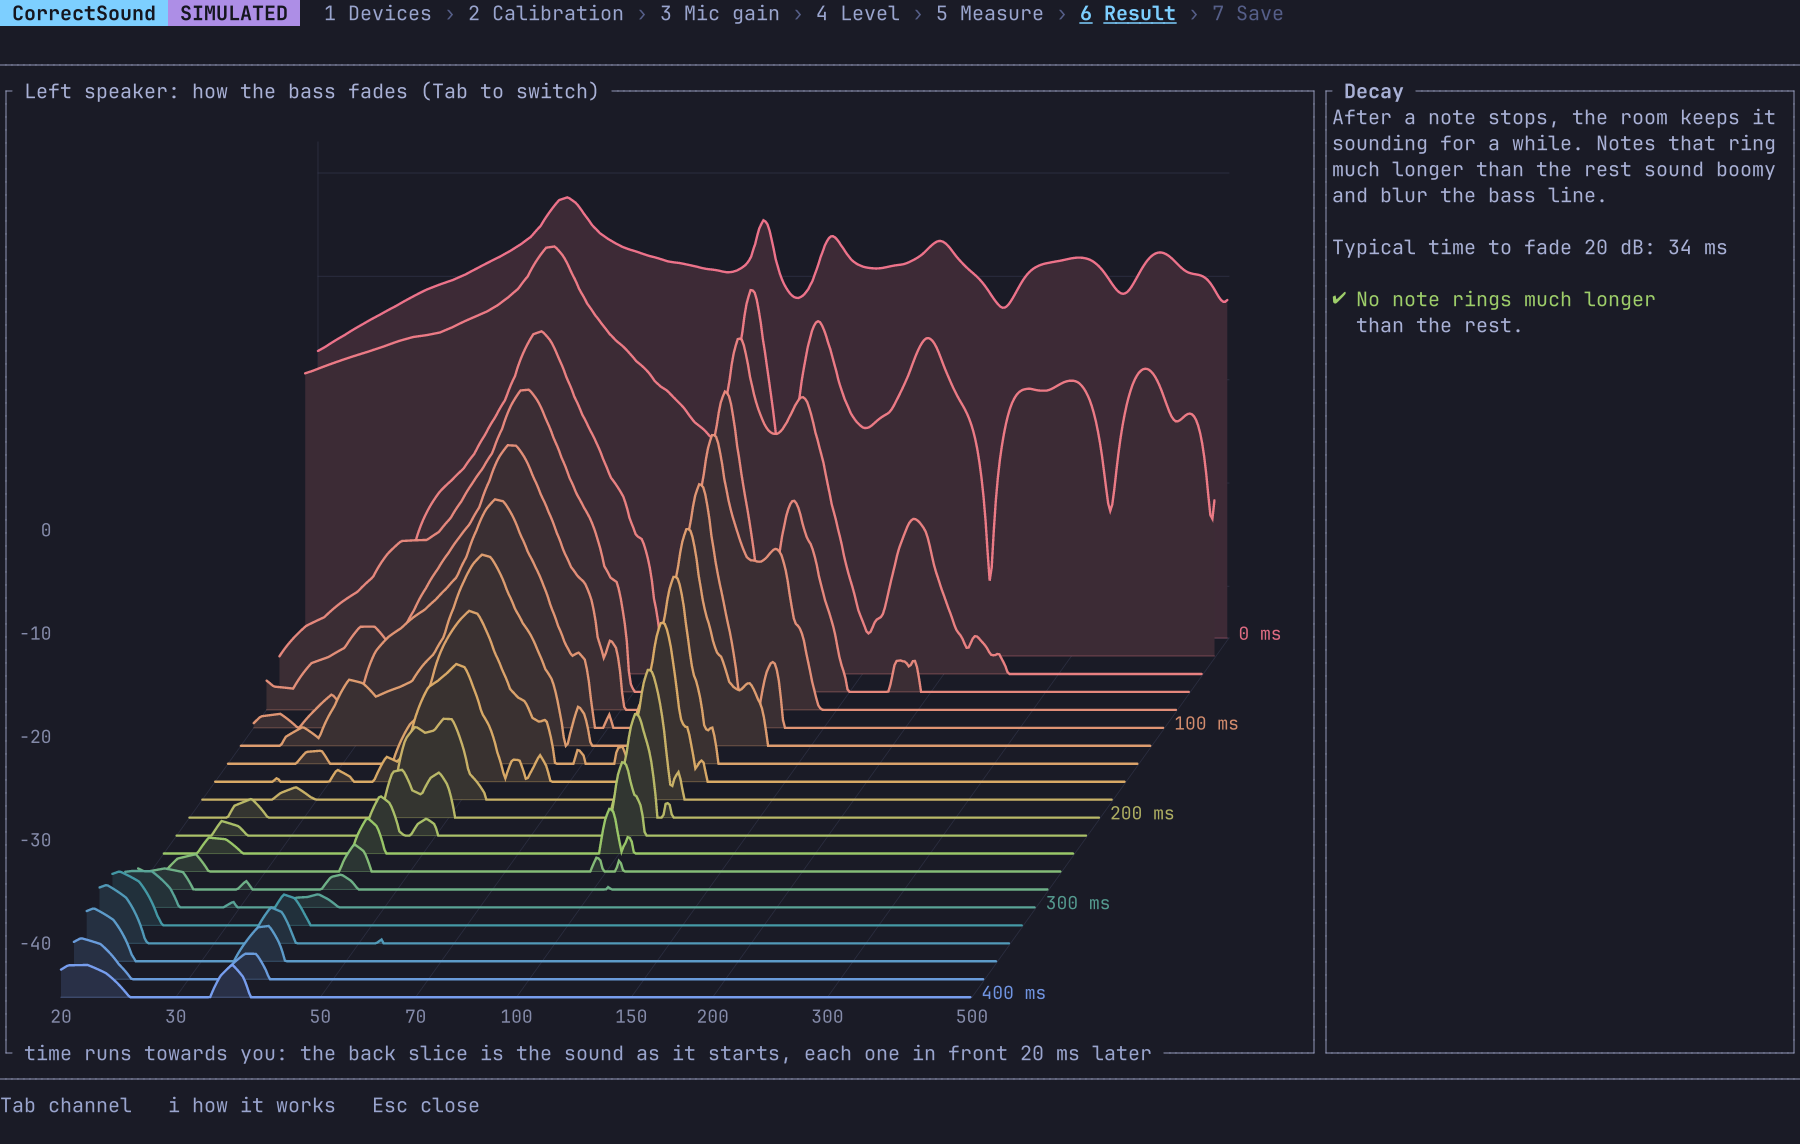 CorrectSound SIMULATED 1 Devices › 2 Calibration › 3 Mic gain › 4 Level › 5 Measure › 6 Result › 7 Save
Left speaker: how the bass fades (Tab to switch)
0
-10
-20
-30
-40
0 ms
100 ms
200 ms
300 ms
400 ms
20 30 50 70 100 150 200 300 500
time runs towards you: the back slice is the sound as it starts, each one in front 20 ms later
Decay
After a note stops, the room keeps it
sounding for a while. Notes that ring
much longer than the rest sound boomy
and blur the bass line.
Typical time to fade 20 dB: 34 ms
✔ No note rings much longer
than the rest.
Tab channel i how it works Esc close